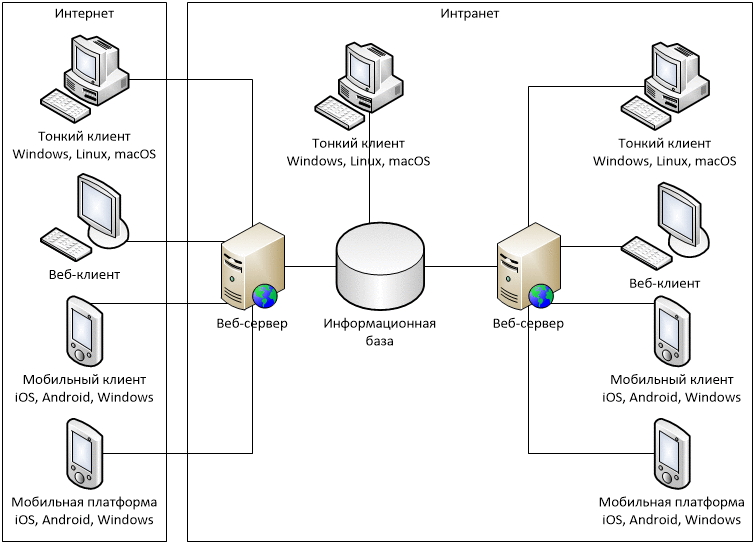 Интернет
Интранет
Тонкий клиент
Windows, Linux, macOS
Тонкий клиент
Windows, Linux, macOS
Тонкий клиент
Windows, Linux, macOS
Веб-клиент
Веб-клиент
Веб-сервер
Информационная
база
Веб-сервер
Мобильный клиент
iOS, Android, Windows
Мобильный клиент
iOS, Android, Windows
Мобильная платформа
iOS, Android, Windows
Мобильная платформа
iOS, Android, Windows